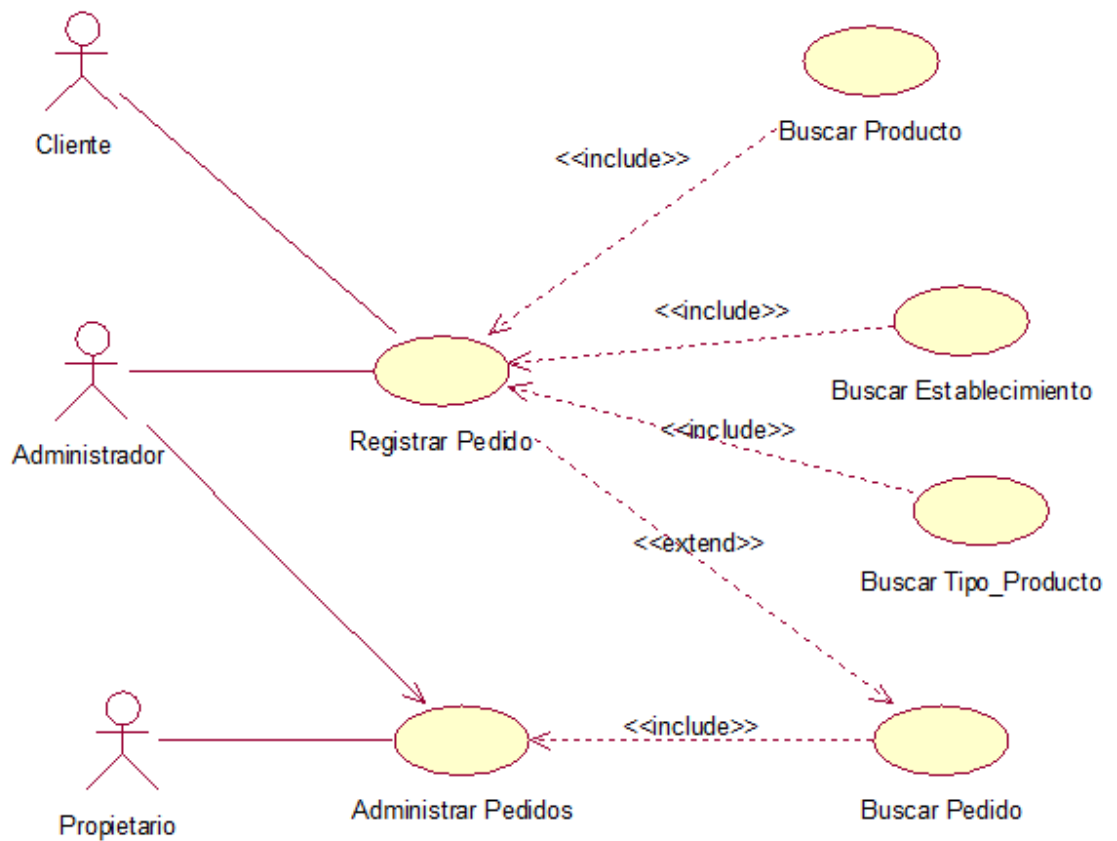 Cliente
Buscar Producto
<<include>>
<<include>>
Buscar Establecimiento
Administrador
Registrar Pedido
<<include>>
<<extend>>
Buscar Tipo_Producto
<<include>>
Propietario
Administrar Pedidos
Buscar Pedido